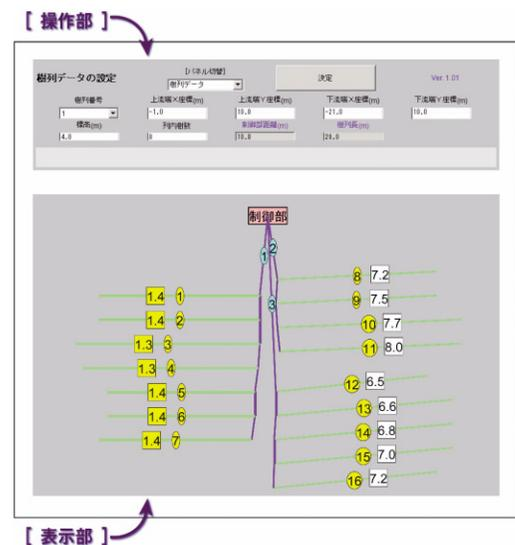 [ 操作部 ]
樹列データの設定
[パネル切替]
樹列データ
決定
Ver. 1.01
樹列番号
上流端X座標(m)
上流端Y座標(m)
下流端X座標(m)
下流端Y座標(m)
1
-1.0
10.0
-21.0
10.0
標高(m)
列内樹数
制御部距離(m)
樹列長(m)
4.0
8
10.0
20.0
制御部
1
2
3
1.4 1
1.4 2
1.3 3
1.3 4
1.4 5
1.4 6
1.4 7
8 7.2
9 7.5
10 7.7
11 8.0
12 6.5
13 6.6
14 6.8
15 7.0
16 7.2
[ 表示部 ]